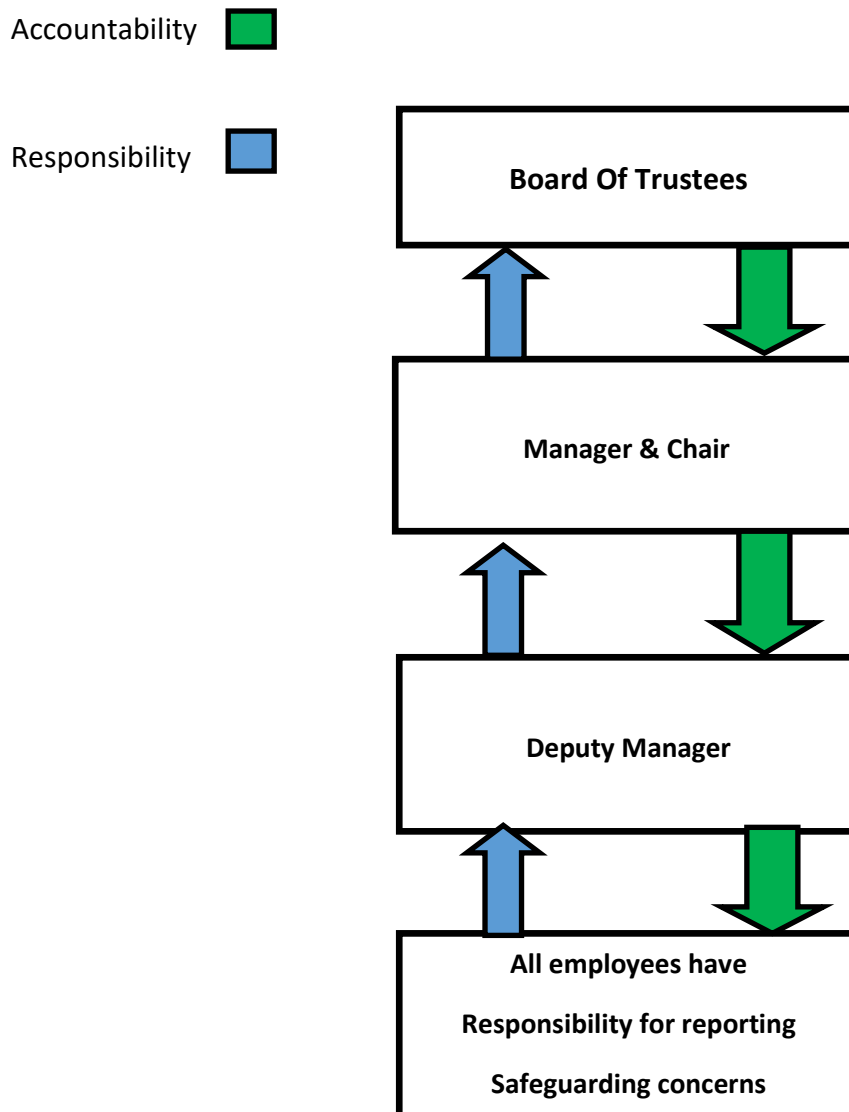 Accountability
Responsibility
Board Of Trustees
Manager & Chair
Deputy Manager
All employees have
Responsibility for reporting
Safeguarding concerns